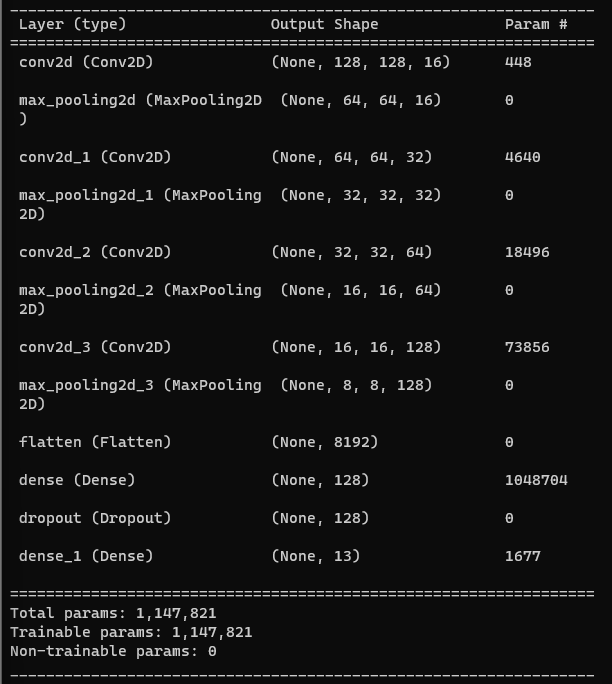 _________________________________________________________________
Layer (type)                Output Shape              Param #
=================================================================
conv2d (Conv2D)             (None, 128, 128, 16)      448
max_pooling2d (MaxPooling2D  (None, 64, 64, 16)       0
)
conv2d_1 (Conv2D)           (None, 64, 64, 32)        4640
max_pooling2d_1 (MaxPooling  (None, 32, 32, 32)       0
2D)
conv2d_2 (Conv2D)           (None, 32, 32, 64)        18496
max_pooling2d_2 (MaxPooling  (None, 16, 16, 64)       0
2D)
conv2d_3 (Conv2D)           (None, 16, 16, 128)       73856
max_pooling2d_3 (MaxPooling  (None, 8, 8, 128)        0
2D)
flatten (Flatten)           (None, 8192)              0
dense (Dense)               (None, 128)               1048704
dropout (Dropout)           (None, 128)               0
dense_1 (Dense)             (None, 13)                1677
=================================================================
Total params: 1,147,821
Trainable params: 1,147,821
Non-trainable params: 0
_________________________________________________________________